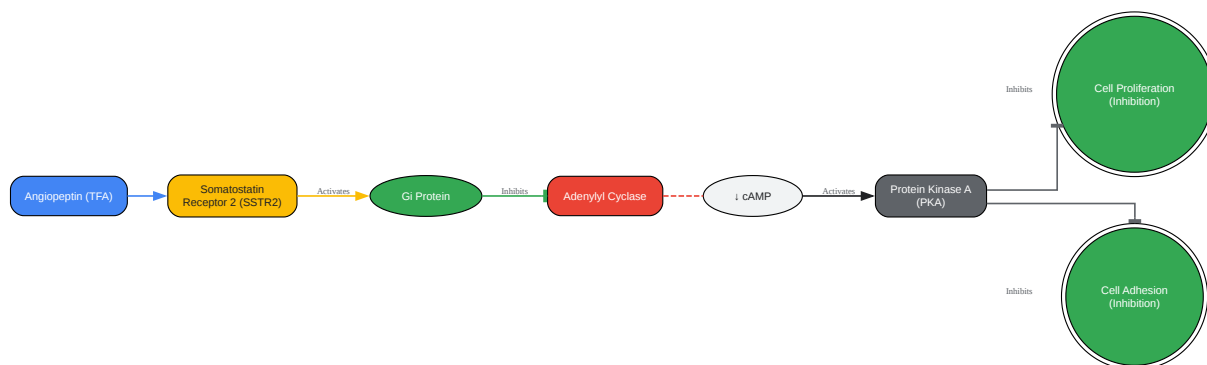 Angiopeptin (TFA)
Somatostatin
Receptor 2 (SSTR2)
Activates
Gi Protein
Inhibits
Adenylyl Cyclase
↓ cAMP
Activates
Protein Kinase A
(PKA)
Inhibits
Cell Proliferation
(Inhibition)
Inhibits
Cell Adhesion
(Inhibition)